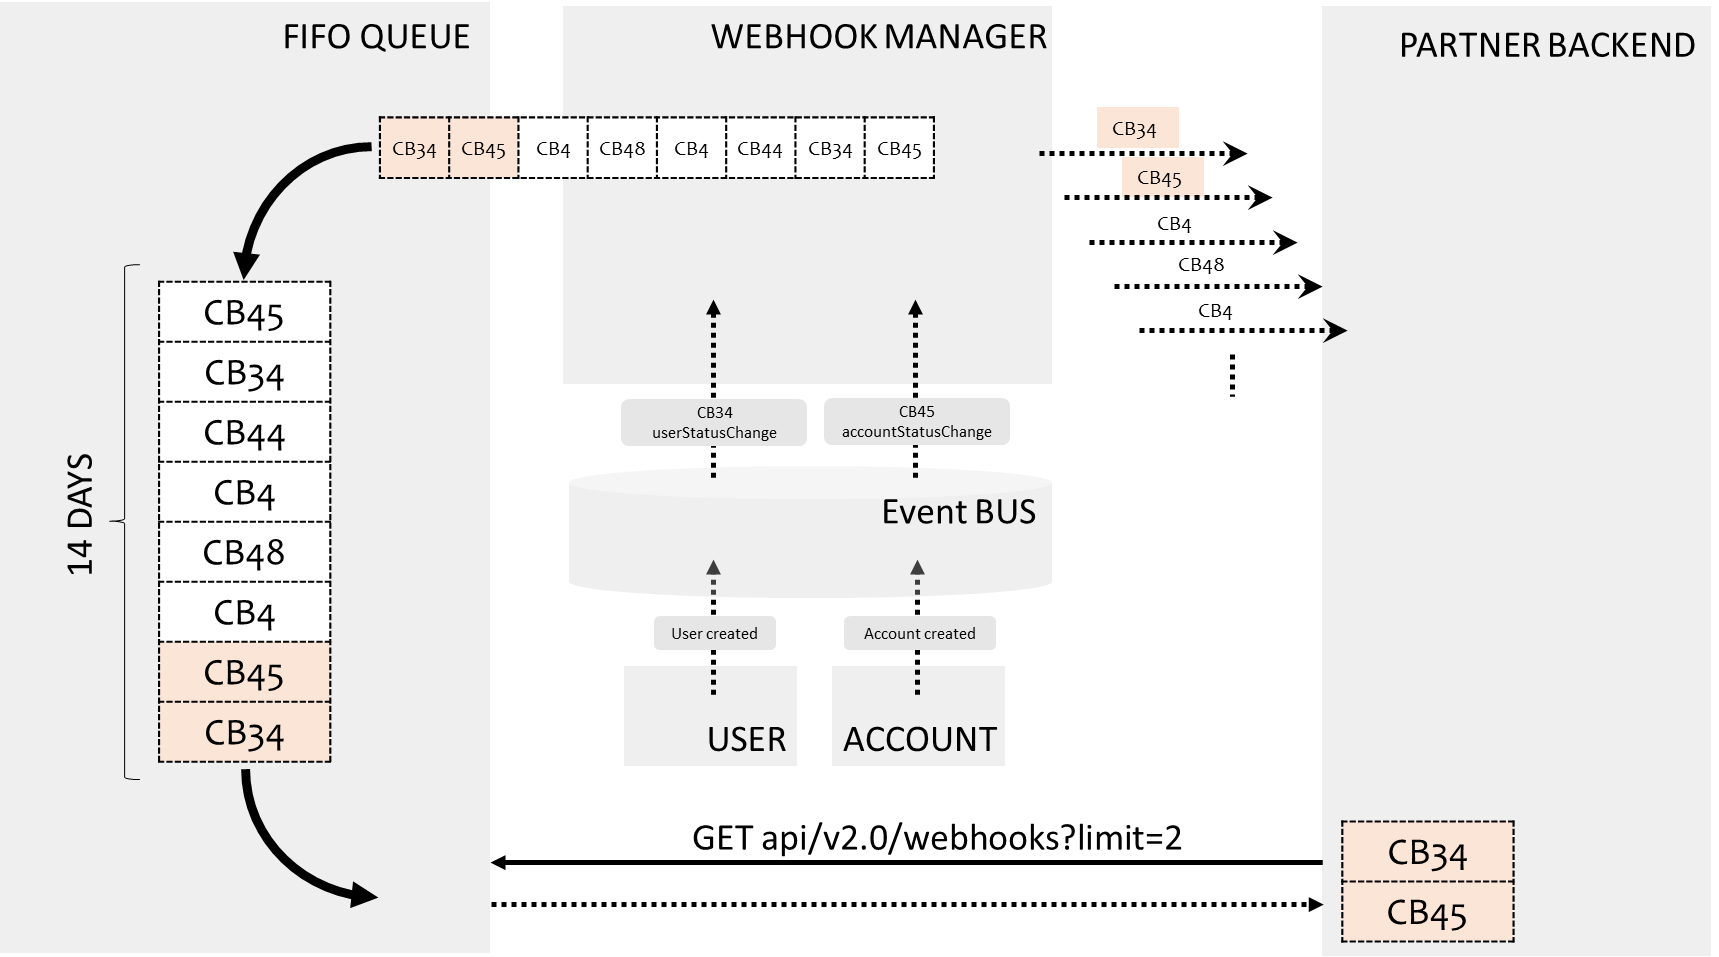 FIFO QUEUE
WEBHOOK MANAGER
PARTNER BACKEND
CB34 CB45 CB4 CB48 CB4 CB44 CB34 CB45
CB34
CB45
CB4
CB48
CB4
14 DAYS
CB45
CB34
CB44
CB4
CB48
CB4
CB45
CB34
CB34
userStatusChange
CB45
accountStatusChange
Event BUS
User created
Account created
USER
ACCOUNT
GET api/v2.0/webhooks?limit=2
CB34
CB45